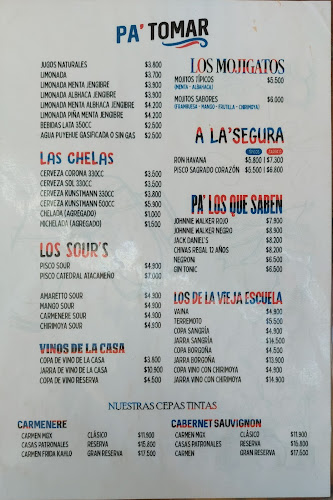 PA' TOMAR
JUGOS NATURALES $3.800
LIMONADA $3.700
LIMONADA MENTA JENGIBRE $3.900
LIMONADA ALBHACA JENGIBRE $3.900
LIMONADA MENTA ALBHACA JENGIBRE $4.200
LIMONADA PIÑA MENTA JENGIBRE $4.200
BEBIDAS LATA 350CC $2.500
AGUA PUYEHUE GASIFICADA O SIN GAS $2.500
LAS CHELAS
CERVEZA CORONA 330CC $3.500
CERVEZA SOL 330CC $3.500
CERVEZA KUNSTMANN 330CC $3.800
CERVEZA KUNSTMANN 500CC $5.900
CHELADA (AGREGADO) $1.000
MICHELADA (AGREGADO) $1.500
LOS SOUR'S
PISCO SOUR $4.900
PISCO CATEDRAL ATACAMEÑO $7.000
AMARETTO SOUR $4.900
MANGO SOUR $4.900
CARMENERE SOUR $4.900
CHIRIMOYA SOUR $4.900
VINOS DE LA CASA
COPA DE VINO DE LA CASA $3.800
JARRA DE VINO DE LA CASA $10.900
COPA DE VINO RESERVA $4.500
LOS MOJIGATOS
MOJITOS TÍPICOS $5.500
(MENTA - ALBAHACA)
MOJITOS SABORES $6.000
(FRAMBUESA - MANGO - FRUTILLA - CHIRIMOYA)
A LA'SEGURA
RON HAVANA $5.800 | $7.300
PISCO SAGRADO CORAZÓN $5.500 | $6.800
PA' LOS QUE SABEN
JOHNNIE WALKER ROJO $7.900
JOHNNIE WALKER NEGRO $8.900
JACK DANIEL'S $8.200
CHIVAS REGAL 12 AÑOS $8.200
NEGRONI $6.500
GIN TONIC $6.500
LOS DE LA VIEJA ESCUELA
VAINA $4.900
TERREMOTO $5.500
COPA SANGRÍA $4.900
JARRA SANGRÍA $14.500
COPA BORGOÑA $4.500
JARRA BORGOÑA $13.900
COPA VINO CON CHIRIMOYA $4.900
JARRA VINO CON CHIRIMOYA $14.900
NUESTRAS CEPAS TINTAS
CARMENERE
CARMEN MGX CLÁSICO $11.900
CASAS PATRONALES RESERVA $15.800
CARMEN FRIDA KAHLO GRAN RESERVA $17.500
CABERNET SAUVIGNON
CARMEN MGX CLÁSICO $11.900
CASAS PATRONALES RESERVA $15.800
CARMEN GRAN RESERVA $17.500